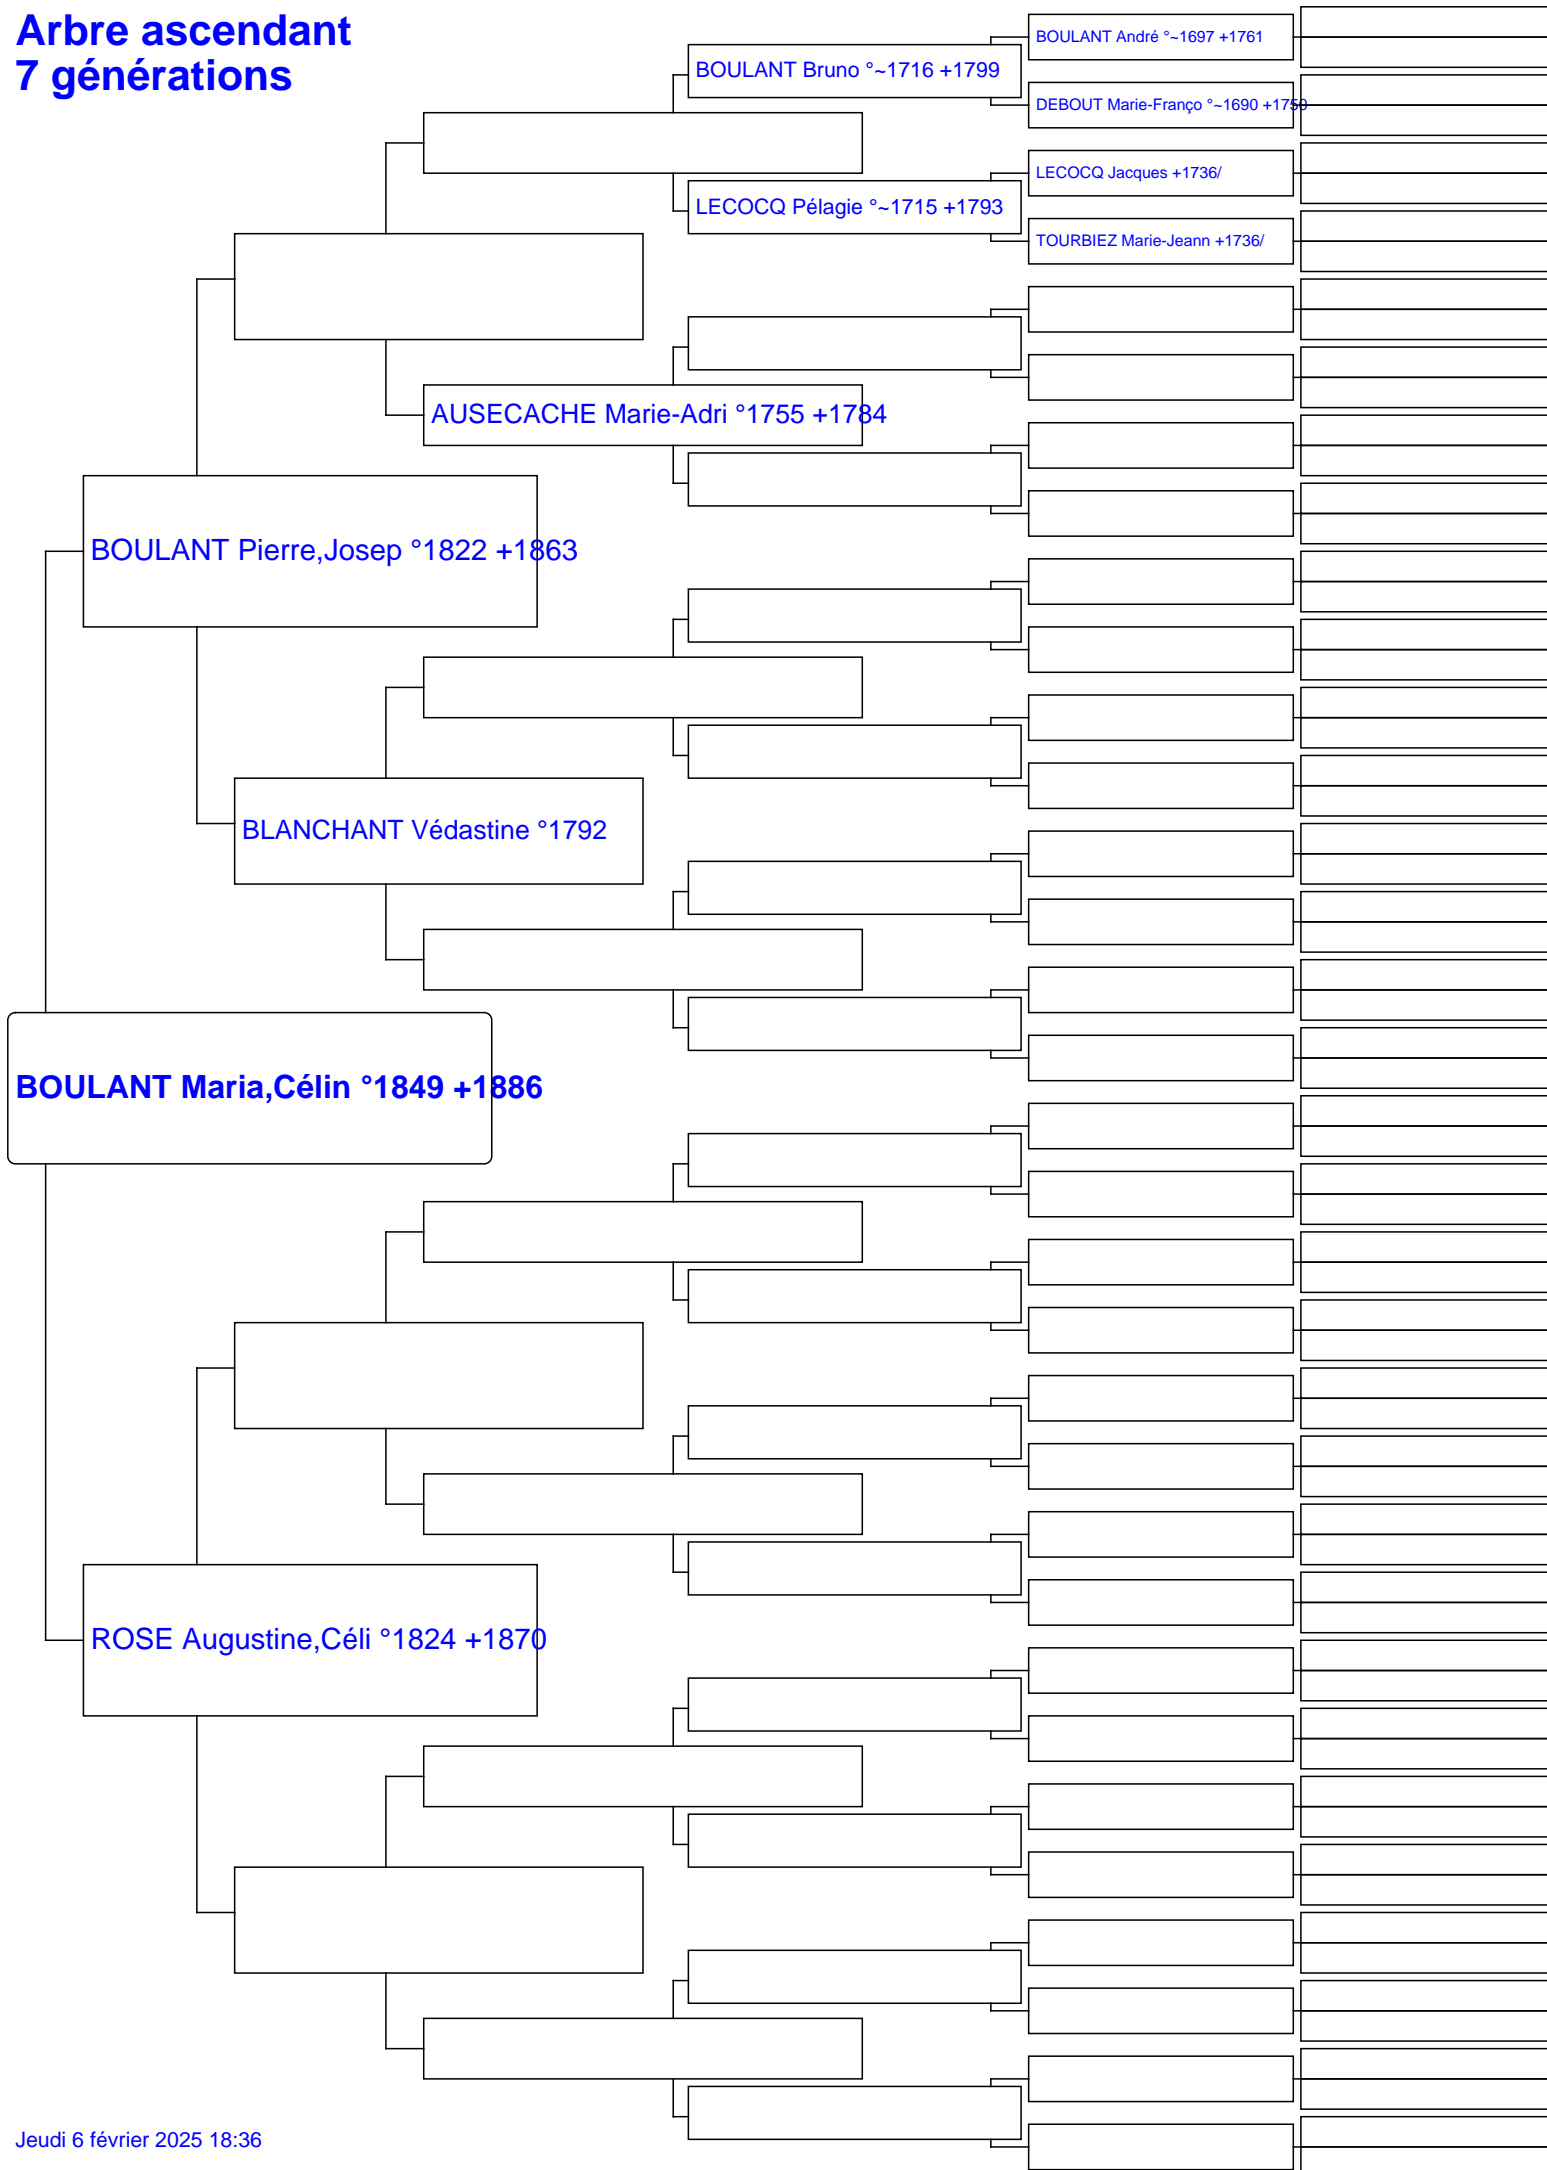 Arbre ascendant
7 générations
BOULANT André °~1697 +1761
BOULANT Bruno °~1716 +1799
DEBOUT Marie-Franço °~1690 +1750
LECOCQ Jacques +1736/
LECOCQ Pélagie °~1715 +1793
TOURBIEZ Marie-Jeann +1736/
AUSECACHE Marie-Adri °1755 +1784
BOULANT Pierre,Josep °1822 +1863
BLANCHANT Védastine °1792
BOULANT Maria,Célin °1849 +1886
ROSE Augustine,Céli °1824 +1870
Jeudi 6 février 2025 18:36